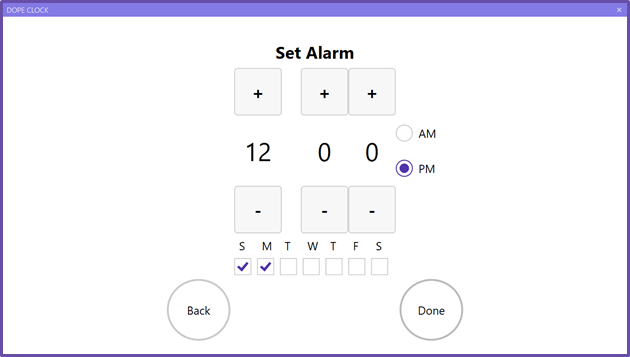 DOPE CLOCK
Set Alarm
+ + +
12 0 0
AM
PM
- - -
S M T W T F S
Back Done